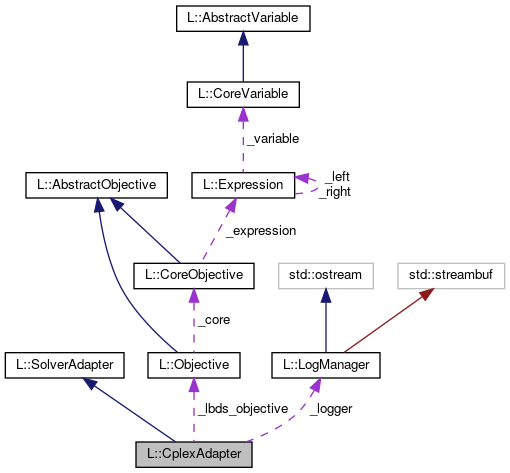 L::AbstractVariable
L::CoreVariable
_variable
L::AbstractObjective
L::Expression
_left
_right
_expression
L::CoreObjective
std::ostream
std::streambuf
_core
L::SolverAdapter
L::Objective
L::LogManager
_lbds_objective
_logger
L::CplexAdapter